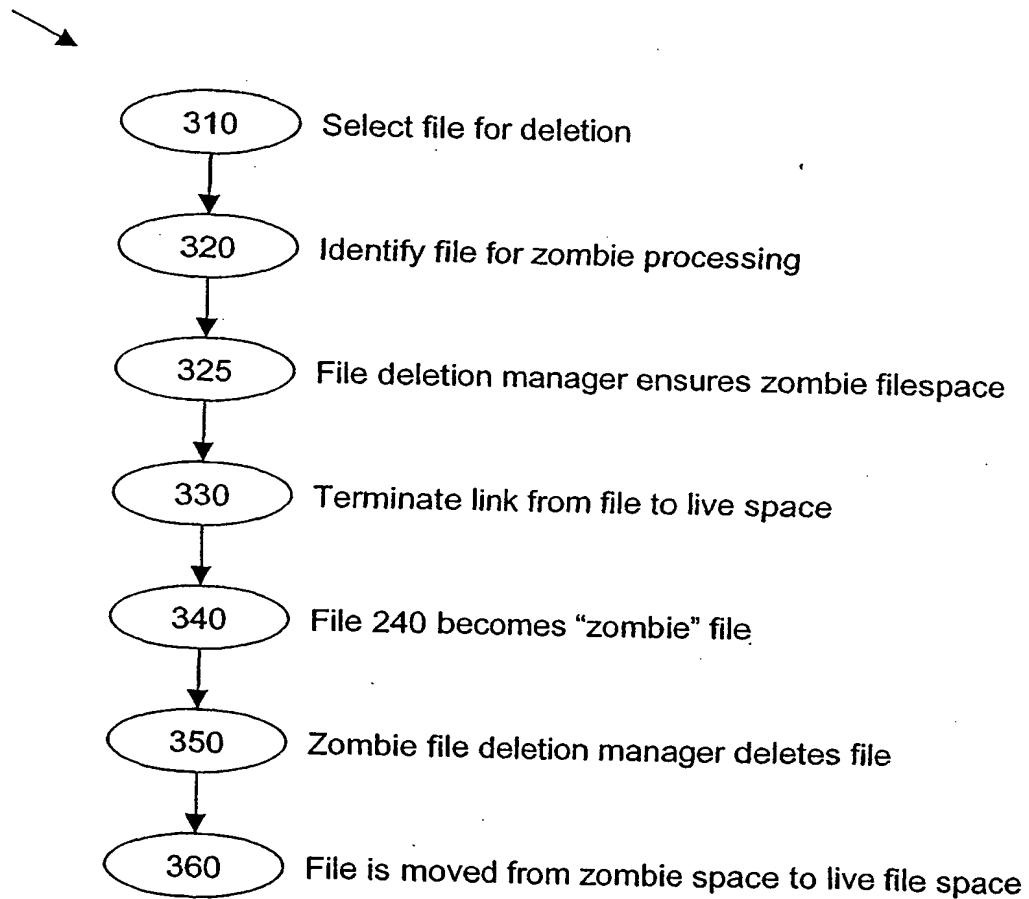 310 Select file for deletion
320 Identify file for zombie processing
325 File deletion manager ensures zombie filespace
330 Terminate link from file to live space
340 File 240 becomes “zombie” file
350 Zombie file deletion manager deletes file
360 File is moved from zombie space to live file space